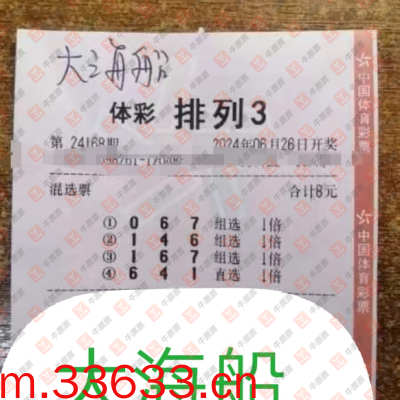 大海船
体彩 排列3
第 24168期 2024年06月26日开奖
混选票 合计8元
① 0 6 7 组选 1倍
② 1 4 6 组选 1倍
③ 1 6 7 组选 1倍
④ 6 4 1 直选 1倍
中国体育彩票
中国体育彩票
大海船
m.33633.cn